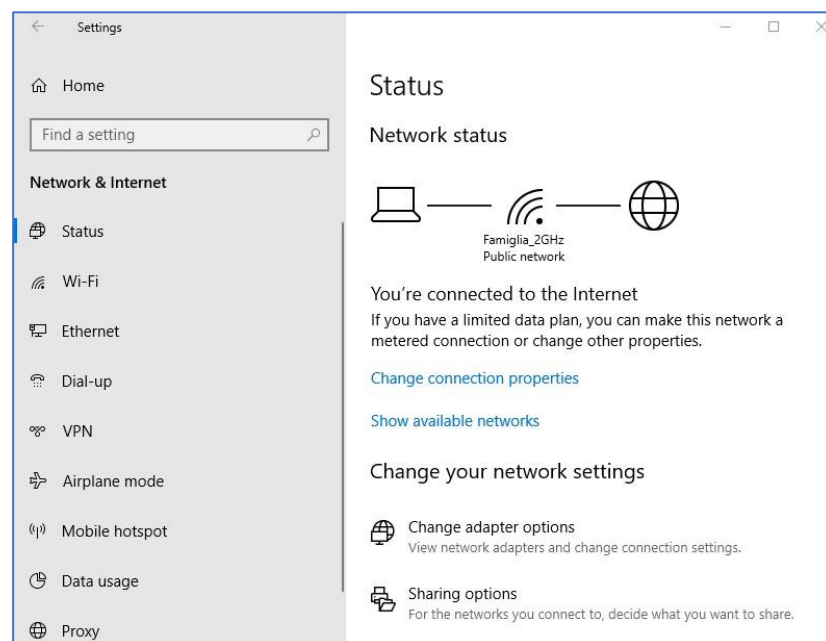 Settings
Home
Find a setting
Network & Internet
Status
Wi-Fi
Ethernet
Dial-up
VPN
Airplane mode
Mobile hotspot
Data usage
Proxy
Status
Network status
Famiglia_2GHz
Public network
You're connected to the Internet
If you have a limited data plan, you can make this network a
metered connection or change other properties.
Change connection properties
Show available networks
Change your network settings
Change adapter options
View network adapters and change connection settings.
Sharing options
For the networks you connect to, decide what you want to share.